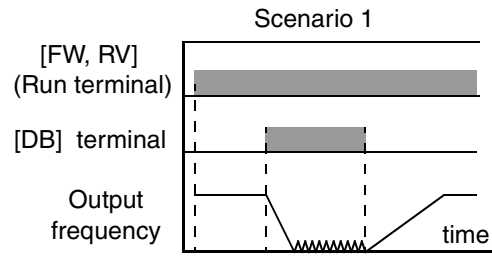 Scenario 1
[FW, RV]
(Run terminal)
[DB] terminal
Output
frequency
time